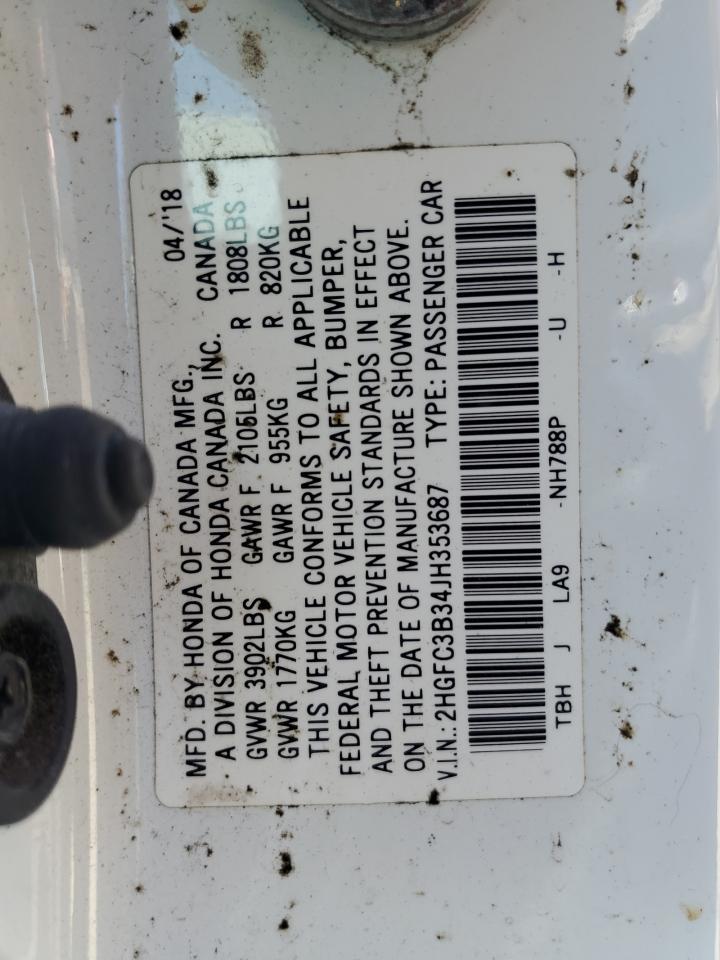 MFD. BY HONDA OF CANADA MFG., 04/'18
A DIVISION OF HONDA CANADA INC. CANADA
GVWR 3902LBS GAWR F 2105LBS R 1808LBS
GVWR 1770KG GAWR F 955KG R 820KG
THIS VEHICLE CONFORMS TO ALL APPLICABLE
FEDERAL MOTOR VEHICLE SAFETY, BUMPER,
AND THEFT PREVENTION STANDARDS IN EFFECT
ON THE DATE OF MANUFACTURE SHOWN ABOVE.
V.I.N.: 2HGFC3B34JH353687 TYPE: PASSENGER CAR
TBH J LA9 -NH788P -U -H